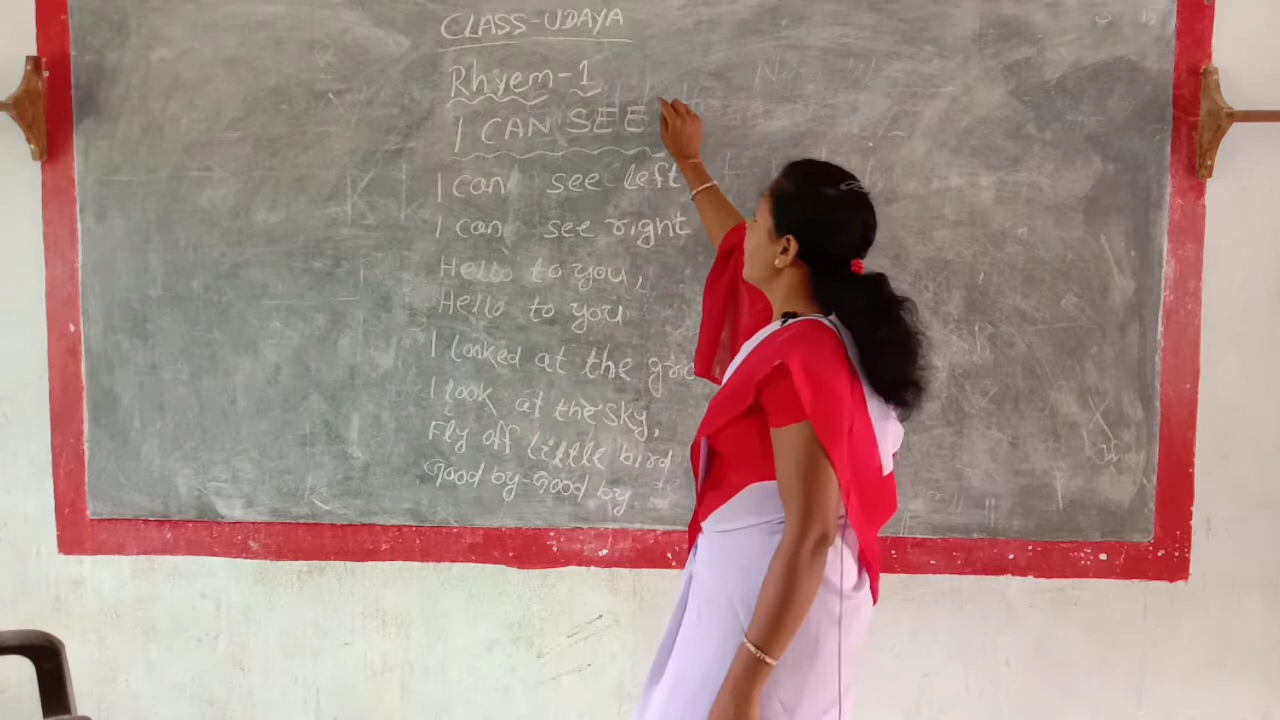 CLASS-UDAYA
Rhyem-1
I CAN SEE
I can see left
I can see right
Hello to you,
Hello to you
I looked at the
I look at the sky,
Fly off little bird
Good by-Good by